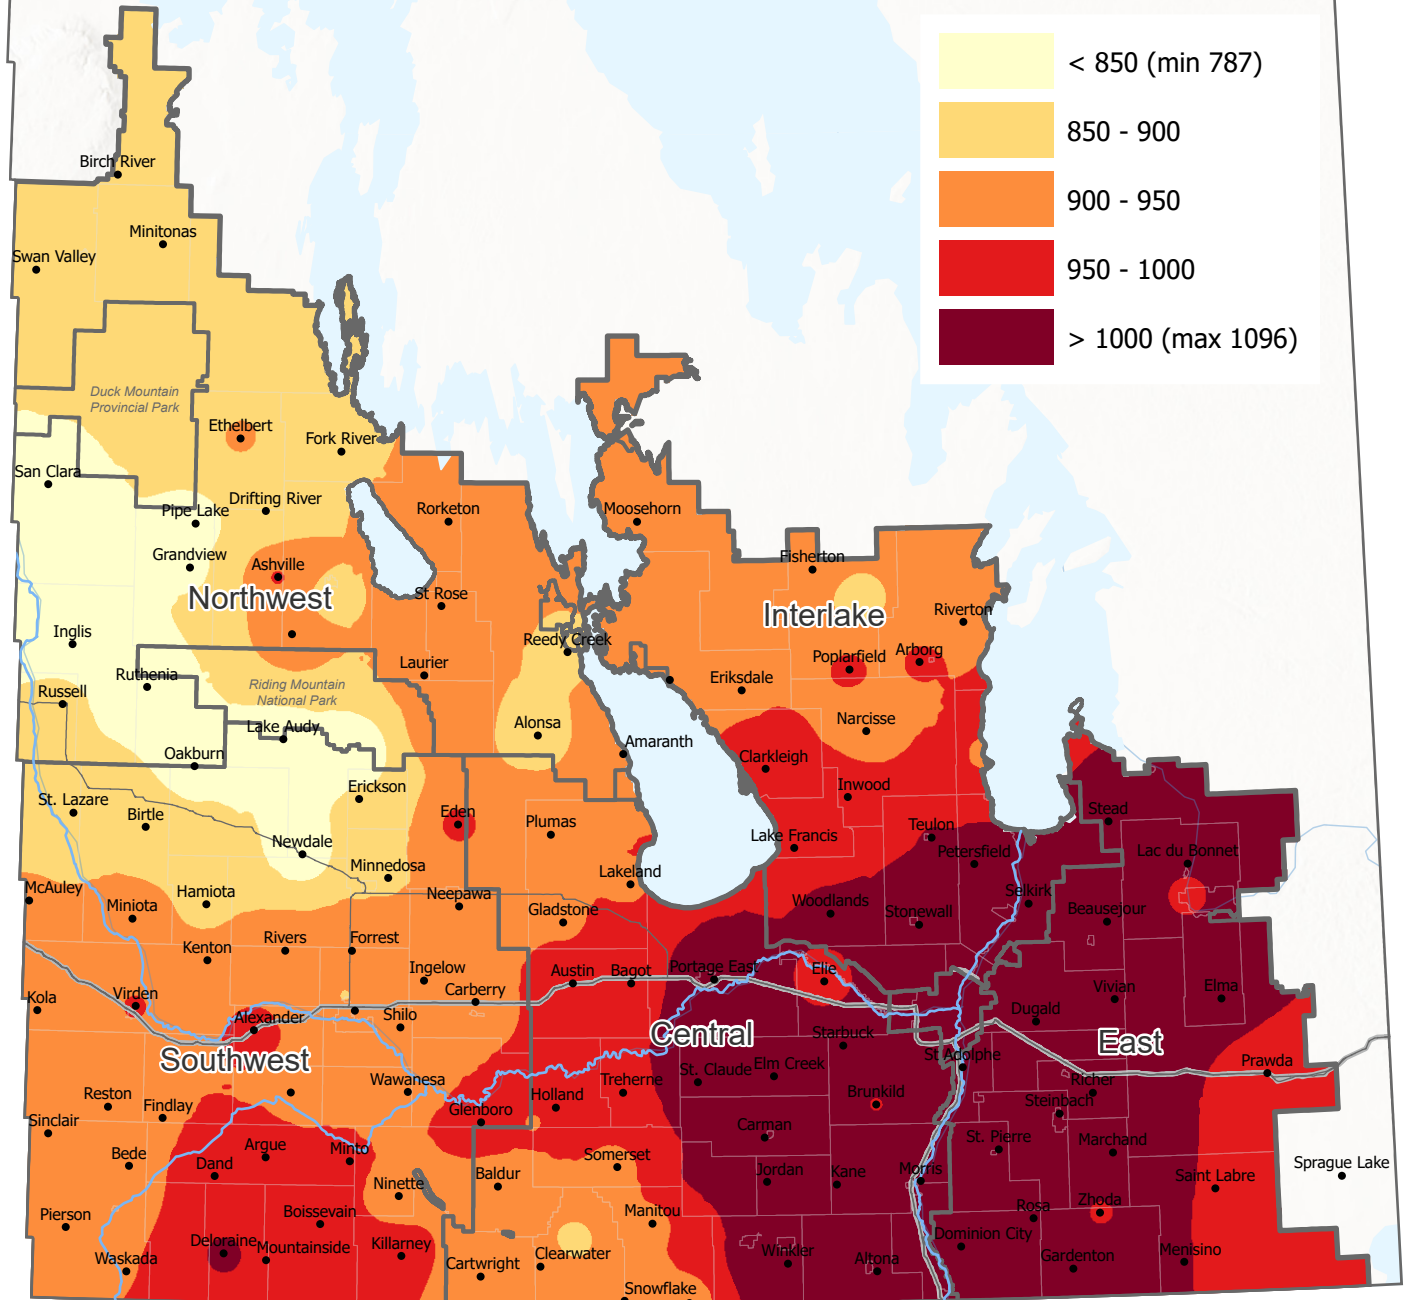 < 850 (min 787)
850 - 900
900 - 950
950 - 1000
> 1000 (max 1096)
Birch River
Minitonas
Swan Valley
Duck Mountain
Provincial Park
Ethelbert
Fork River
San Clara
Drifting River
Pipe Lake
Rorketon
Moosehorn
Grandview
Ashville
Fisherton
Northwest
St Rose
Interlake
Riverton
Inglis
Reedy Creek
Laurier
Poplarfield
Arborg
Ruthenia
Riding Mountain
National Park
Eriksdale
Russell
Lake Audy
Alonsa
Narcisse
Oakburn
Amaranth
Clarkleigh
Erickson
Inwood
St. Lazare
Birtle
Eden
Plumas
Stead
Newdale
Lake Francis
Teulon
Petersfield
Lac du Bonnet
Minnedosa
Lakeland
McAuley
Hamiota
Neepawa
Selkirk
Miniota
Gladstone
Woodlands
Stonewall
Beausejour
Kenton
Rivers
Forrest
Ingelow
Austin
Bagot
Portage East
Elie
Kola
Virden
Carberry
Vivian
Elma
Alexander
Shilo
Dugald
Central
Starbuck
East
Southwest
St Adolphe
Prawda
Reston
Wawanesa
Treherne
St. Claude
Elm Creek
Richer
Findlay
Holland
Brunkild
Steinbach
Sinclair
Glenboro
Carman
St. Pierre
Marchand
Bede
Argue
Minto
Dand
Somerset
Baldur
Jordan
Kane
Morris
Saint Labre
Sprague Lake
Ninette
Pierson
Boissevain
Manitou
Rosa
Zhoda
Deloraine
Mountainside
Killarney
Dominion City
Waskada
Cartwright
Clearwater
Winkler
Altona
Gardenton
Menisino
Snowflake